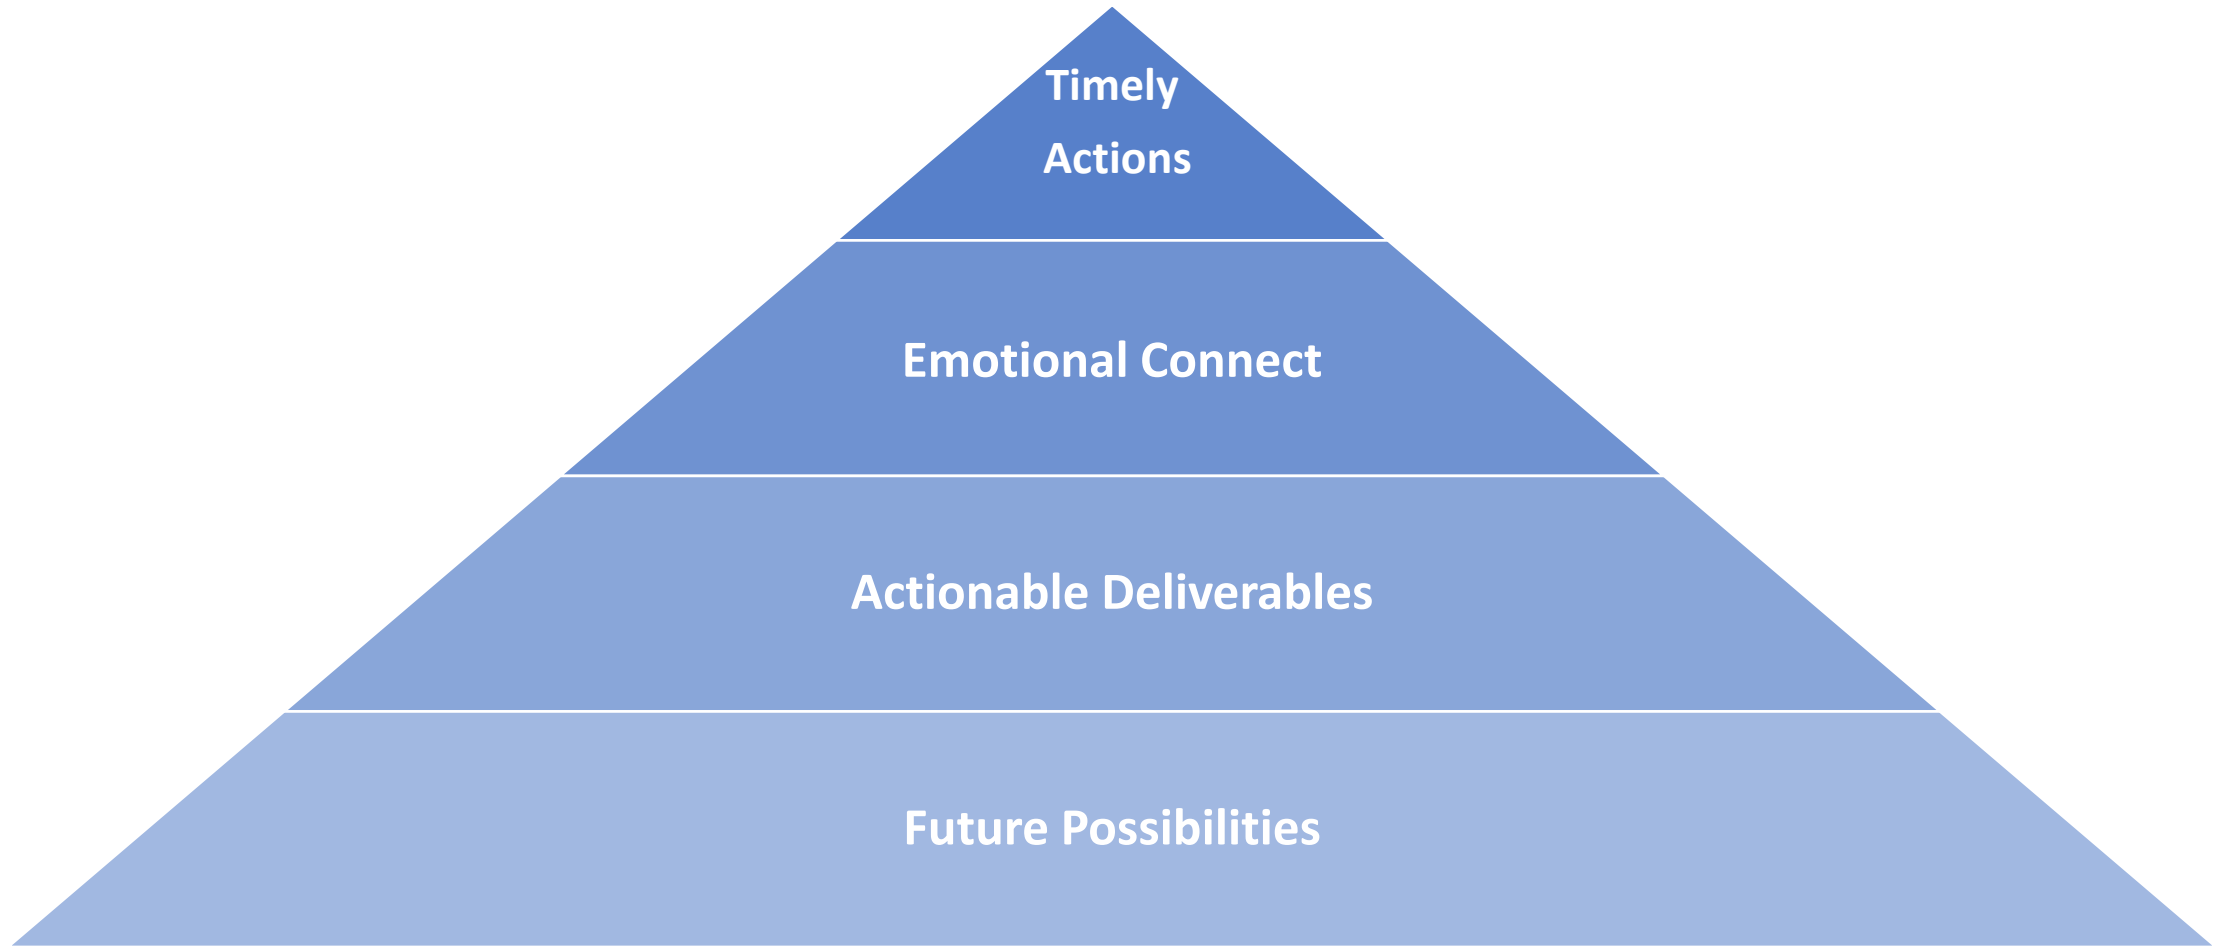 Timely
Actions
Emotional Connect
Actionable Deliverables
Future Possibilities